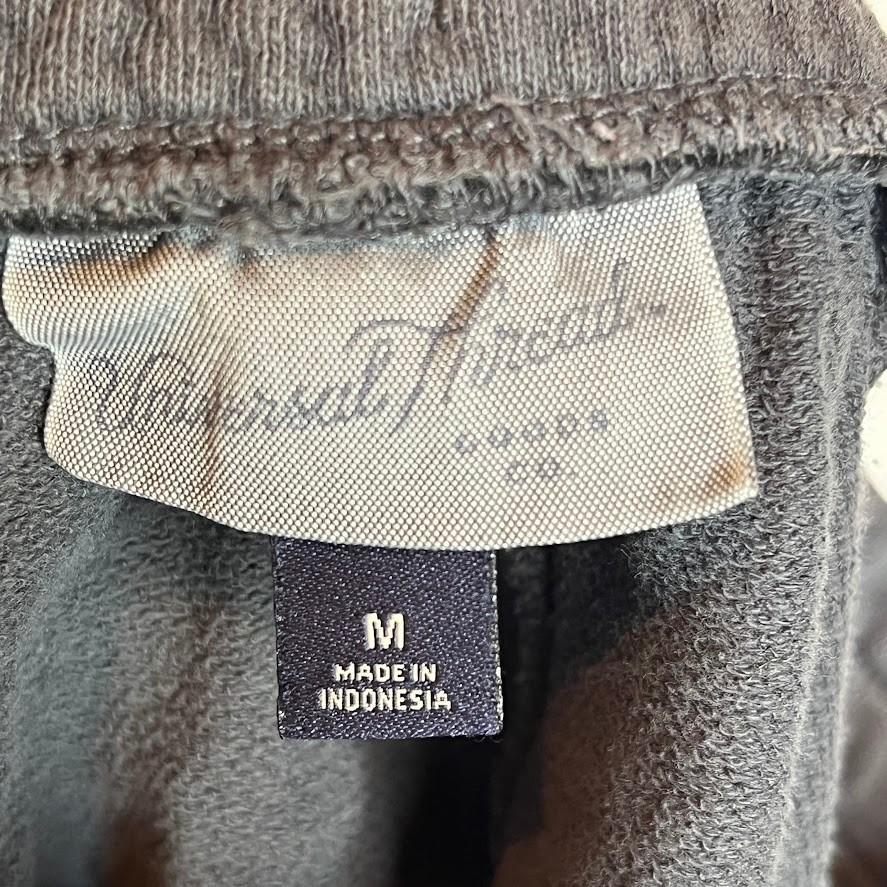 Universal Thread
GOODS
CO
M
MADE IN
INDONESIA